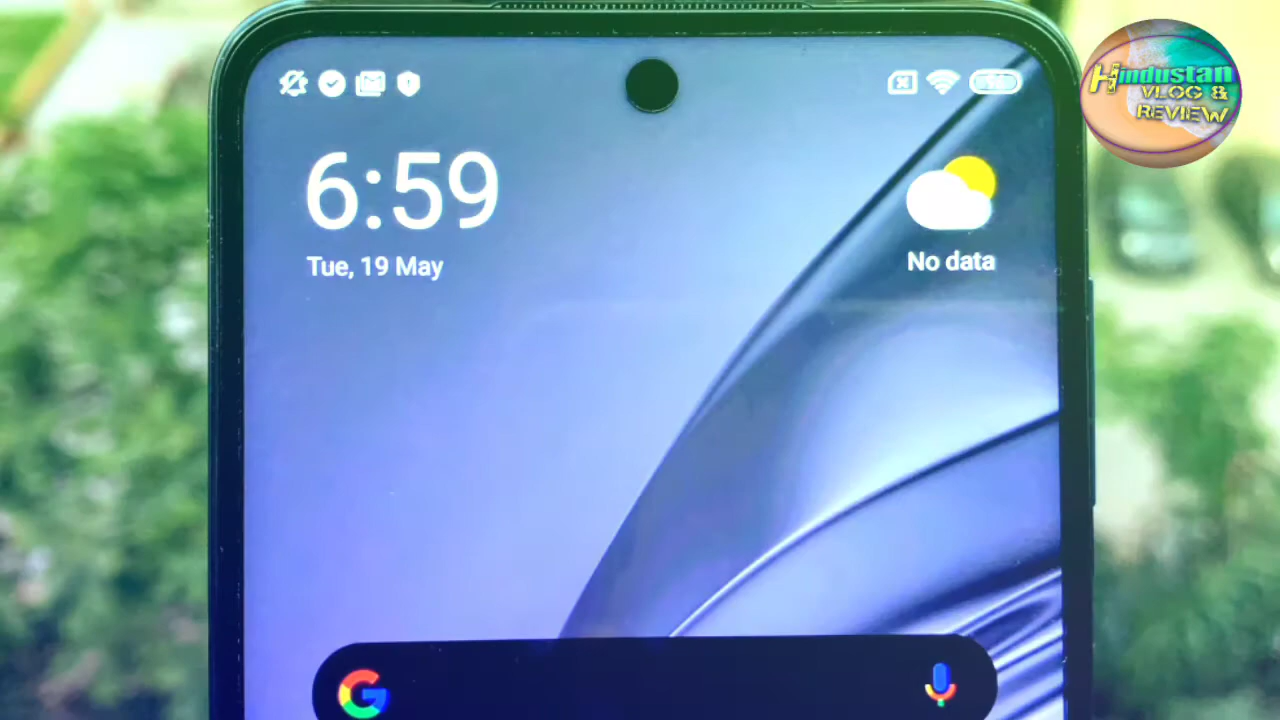 6:59
Tue, 19 May
No data
Hindustan
VLOG &
REVIEW